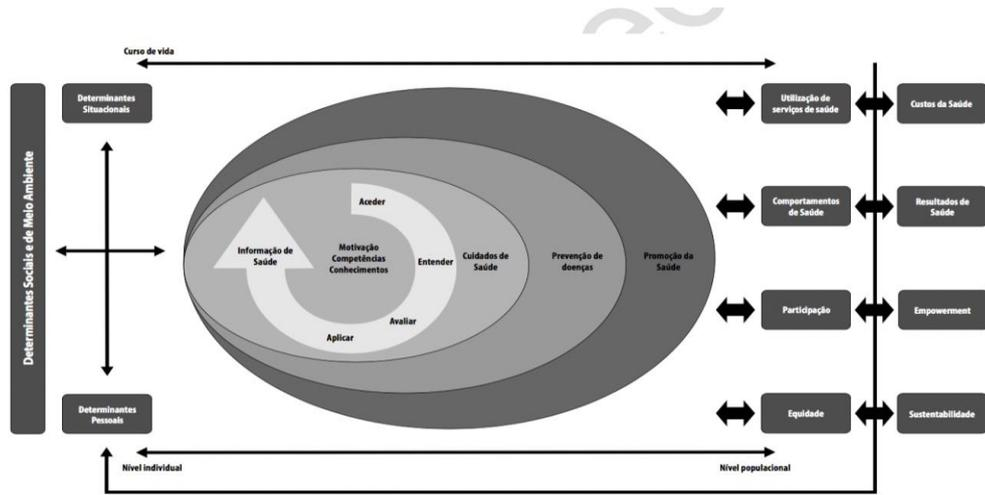 Curso de vida
Determinantes Sociais e de Meio Ambiente
Determinantes
Situacionais
Utilização de
serviços de saúde
Custos da Saúde
Aceder
Comportamentos
de Saúde
Resultados de
Saúde
Informação de
Saúde
Motivação
Competências
Conhecimentos
Entender
Cuidados de
Saúde
Prevenção de
doenças
Promoção da
Saúde
Avaliar
Aplicar
Participação
Empowerment
Determinantes
Pessoais
Equidade
Sustentabilidade
Nível individual
Nível populacional